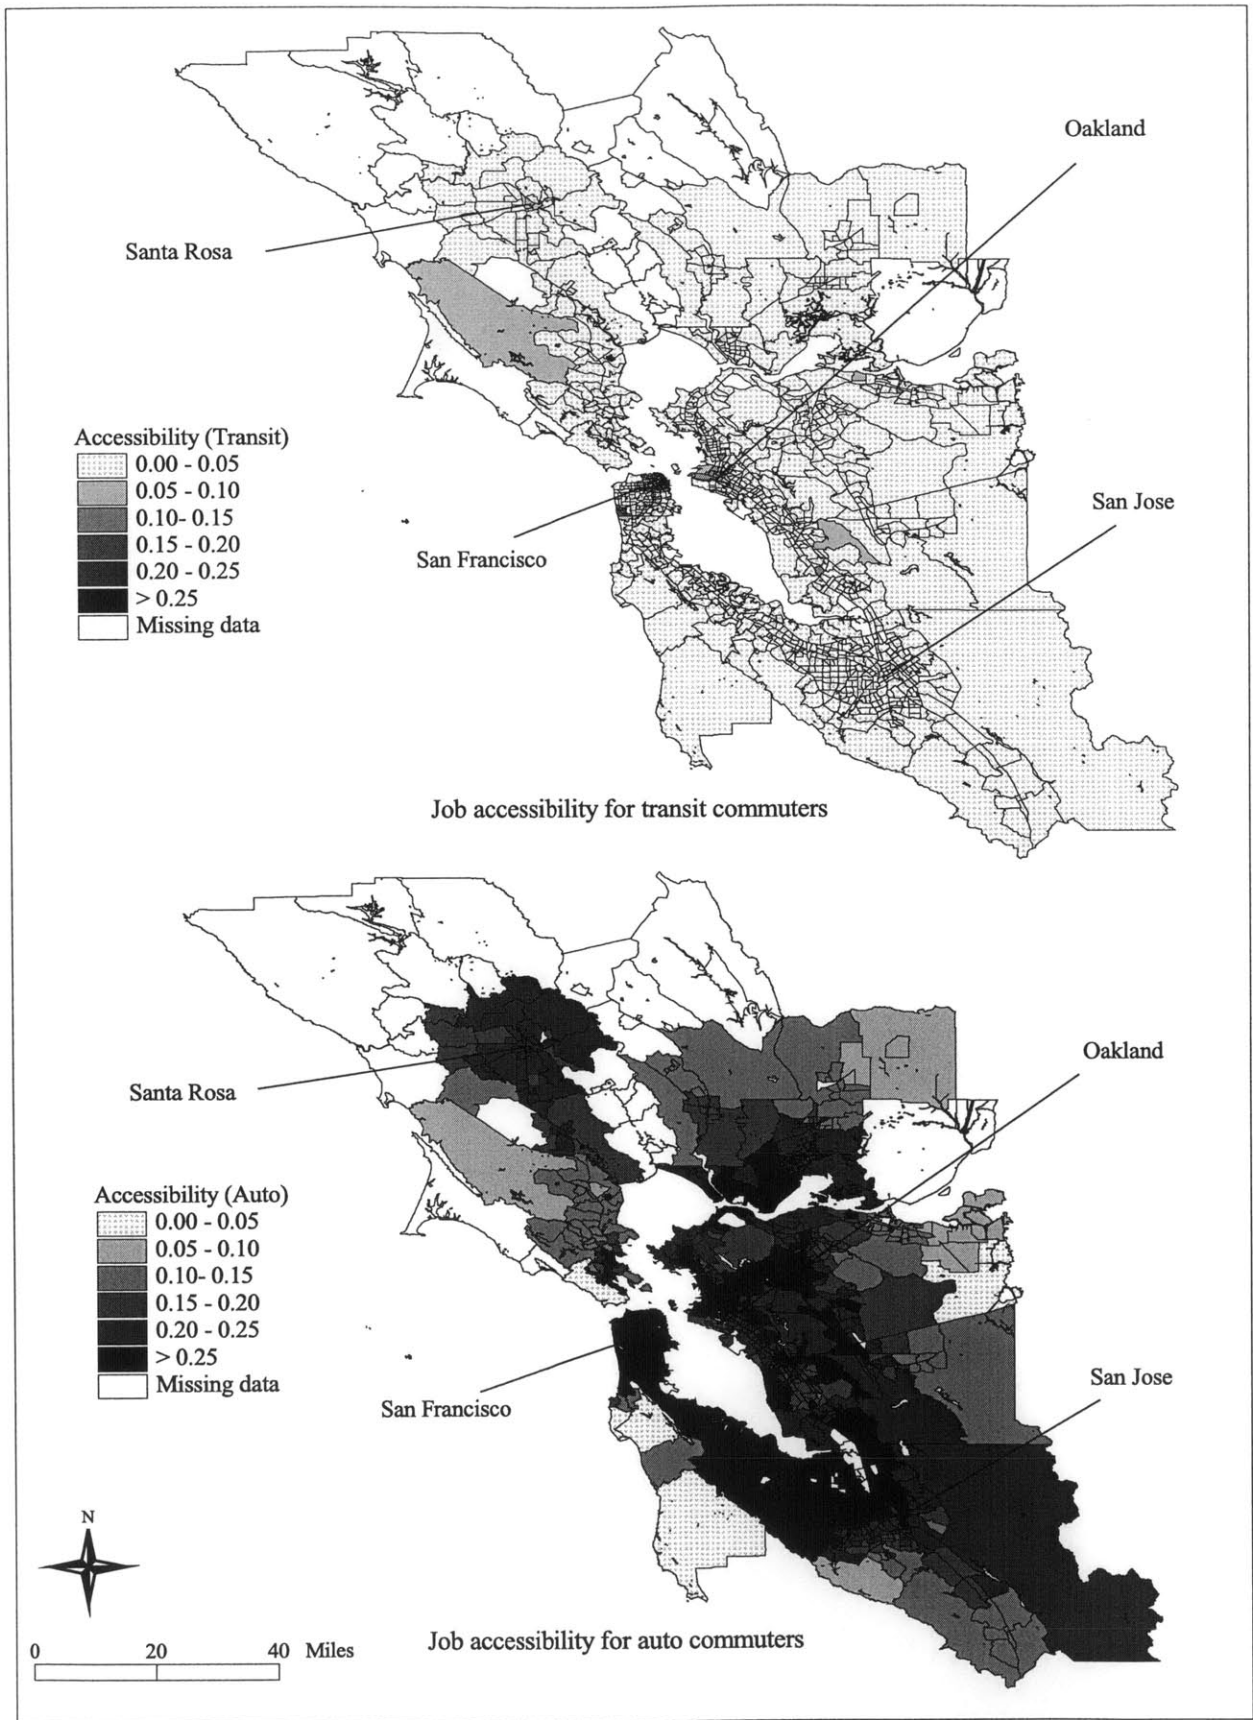 Oakland
Santa Rosa
Accessibility (Transit)
0.00 - 0.05
0.05 - 0.10
0.10- 0.15
0.15 - 0.20
0.20 - 0.25
> 0.25
Missing data
San Jose
San Francisco
Job accessibility for transit commuters
Oakland
Santa Rosa
Accessibility (Auto)
0.00 - 0.05
0.05 - 0.10
0.10- 0.15
0.15 - 0.20
0.20 - 0.25
> 0.25
Missing data
San Jose
San Francisco
N
Job accessibility for auto commuters
0 20 40 Miles